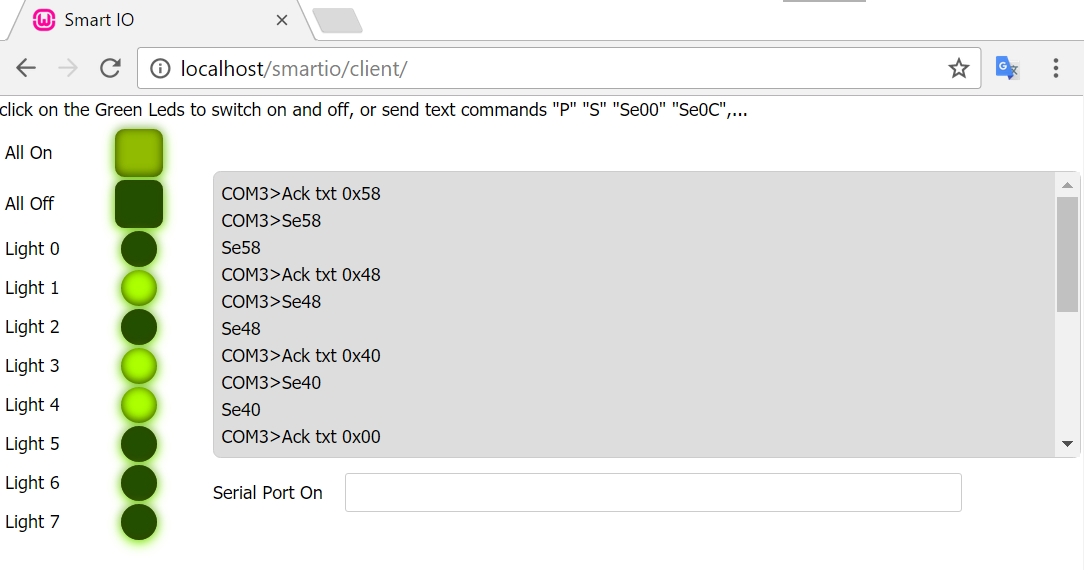 Smart IO
localhost/smartio/client/
click on the Green Leds to switch on and off, or send text commands "P" "S" "Se00" "Se0C",...
All On
All Off
Light 0
Light 1
Light 2
Light 3
Light 4
Light 5
Light 6
Light 7
COM3>Ack txt 0x58
COM3>Se58
Se58
COM3>Ack txt 0x48
COM3>Se48
Se48
COM3>Ack txt 0x40
COM3>Se40
Se40
COM3>Ack txt 0x00
Serial Port On